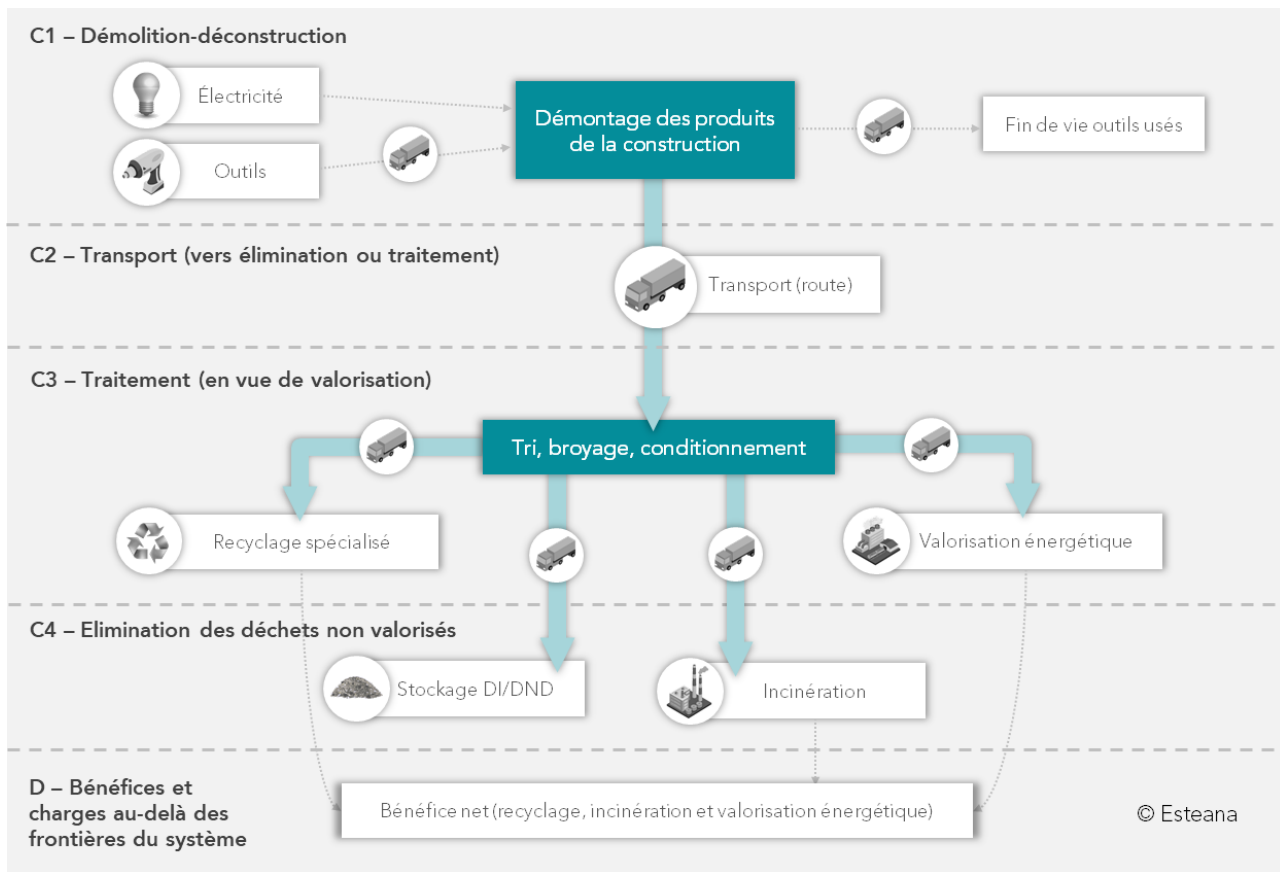 C1 – Démolition-déconstruction
Électricité
Outils
Démontage des produits
de la construction
Fin de vie outils usés
C2 – Transport (vers élimination ou traitement)
Transport (route)
C3 – Traitement (en vue de valorisation)
Tri, broyage, conditionnement
Recyclage spécialisé
Valorisation énergétique
C4 – Elimination des déchets non valorisés
Stockage DI/DND
Incinération
D – Bénéfices et
charges au-delà des
frontières du système
Bénéfice net (recyclage, incinération et valorisation énergétique)
© Esteana